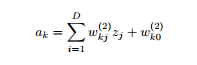 $a_k = \sum_{i=1}^{D} w_{kj}^{(2)} z_j + w_{k0}^{(2)}$